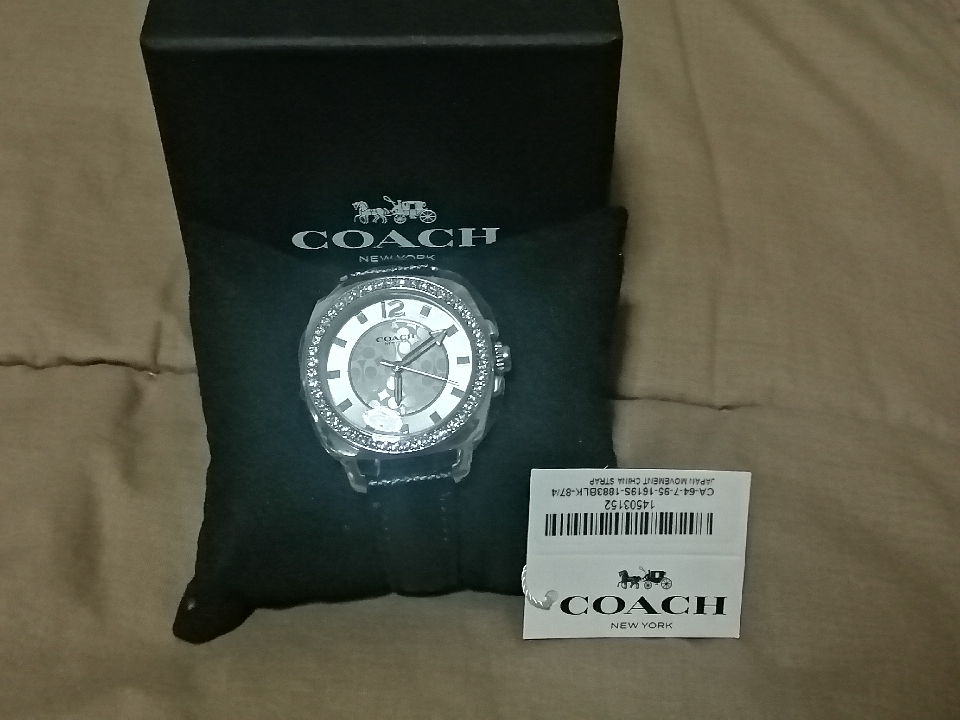 COACH
NEW YORK
12
COACH
JAPAN MOVEMENT CHINA STRAP
CA-64-7-95-1619S-1883BLK-87/4
14503152
COACH
NEW YORK